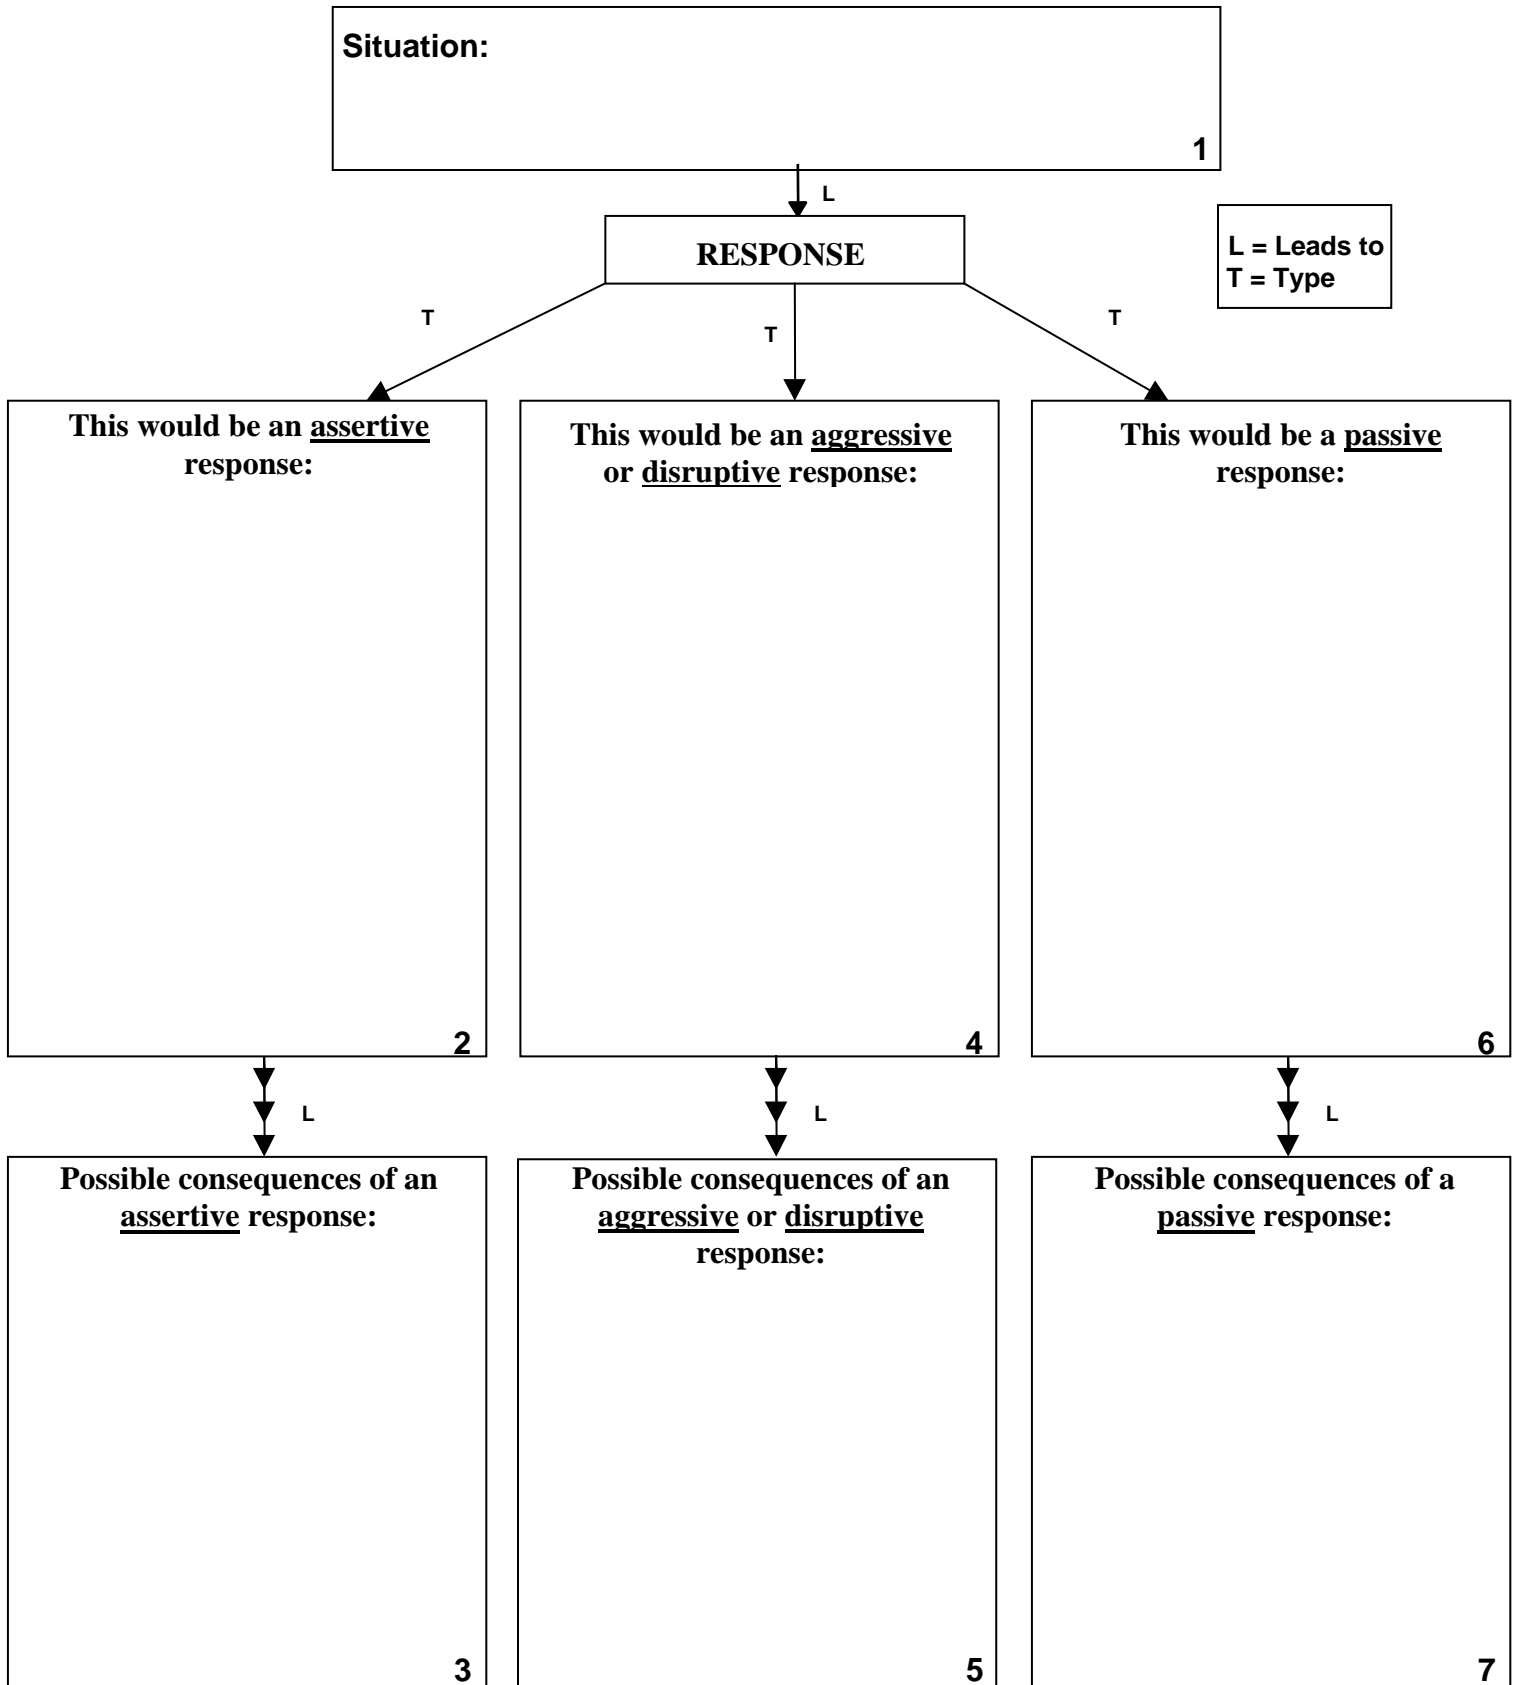 Situation:
1
L
RESPONSE
L = Leads to
T = Type
T
T
T
This would be an assertive
response:
2
This would be an aggressive
or disruptive response:
4
This would be a passive
response:
6
L
L
L
Possible consequences of an
assertive response:
3
Possible consequences of an
aggressive or disruptive
response:
5
Possible consequences of a
passive response:
7